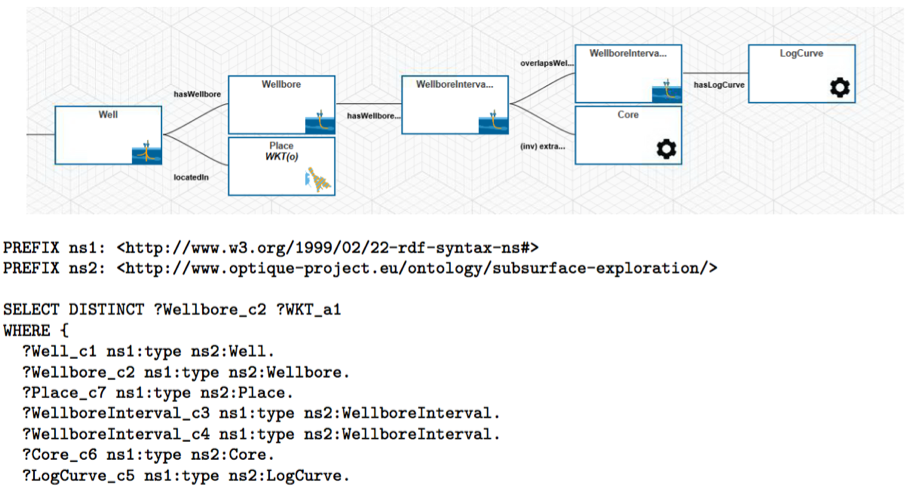 overlapsWel...
WellboreInterva...
LogCurve
hasLogCurve
hasWellbore
Wellbore
WellboreInterva...
Well
hasWellbore...
Core
Place
WKT(o)
(inv) extra...
locatedIn
PREFIX ns1: <http://www.w3.org/1999/02/22-rdf-syntax-ns#>
PREFIX ns2: <http://www.optique-project.eu/ontology/subsurface-exploration/>
SELECT DISTINCT ?Wellbore_c2 ?WKT_a1
WHERE {
?Well_c1 ns1:type ns2:Well.
?Wellbore_c2 ns1:type ns2:Wellbore.
?Place_c7 ns1:type ns2:Place.
?WellboreInterval_c3 ns1:type ns2:WellboreInterval.
?WellboreInterval_c4 ns1:type ns2:WellboreInterval.
?Core_c6 ns1:type ns2:Core.
?LogCurve_c5 ns1:type ns2:LogCurve.